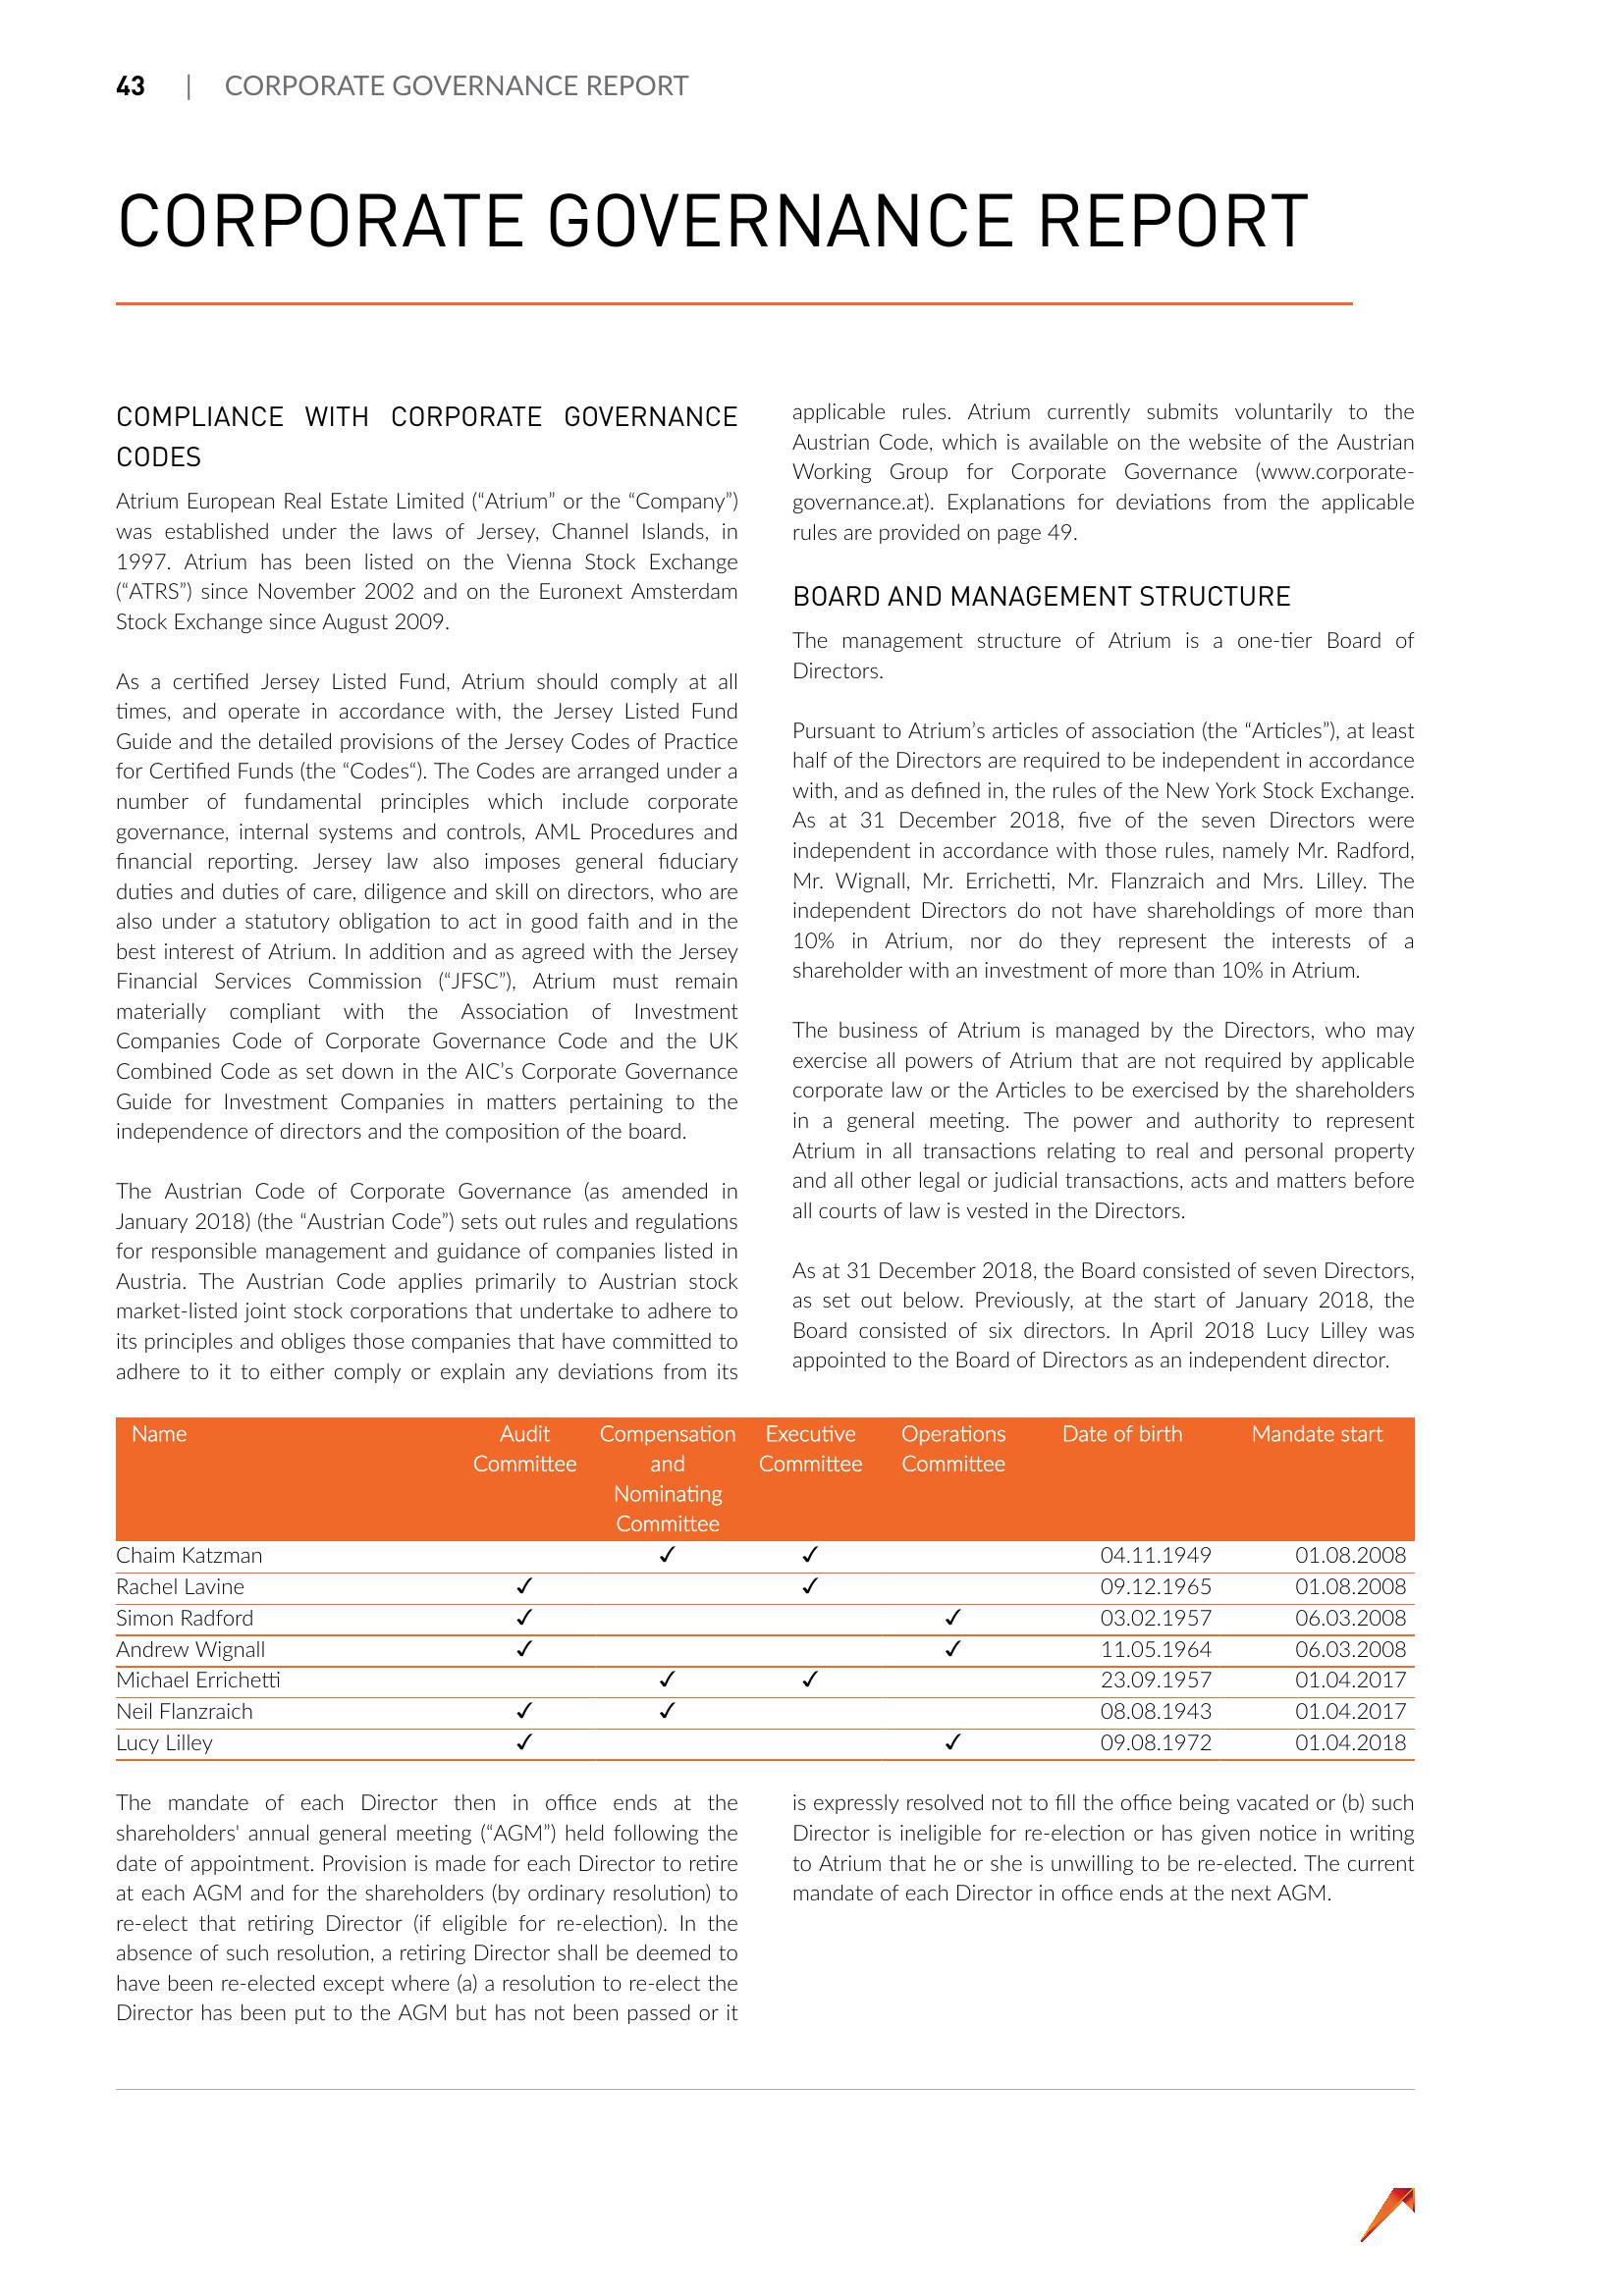 43 | CORPORATE GOVERNANCE REPORT
CORPORATE GOVERNANCE REPORT
COMPLIANCE WITH CORPORATE GOVERNANCE
CODES
Atrium European Real Estate Limited (“Atrium” or the “Company”)
was established under the laws of Jersey, Channel Islands, in
1997. Atrium has been listed on the Vienna Stock Exchange
(“ATRS”) since November 2002 and on the Euronext Amsterdam
Stock Exchange since August 2009.
As a certified Jersey Listed Fund, Atrium should comply at all
times, and operate in accordance with, the Jersey Listed Fund
Guide and the detailed provisions of the Jersey Codes of Practice
for Certified Funds (the “Codes“). The Codes are arranged under a
number of fundamental principles which include corporate
governance, internal systems and controls, AML Procedures and
financial reporting. Jersey law also imposes general fiduciary
duties and duties of care, diligence and skill on directors, who are
also under a statutory obligation to act in good faith and in the
best interest of Atrium. In addition and as agreed with the Jersey
Financial Services Commission (“JFSC”), Atrium must remain
materially compliant with the Association of Investment
Companies Code of Corporate Governance Code and the UK
Combined Code as set down in the AIC’s Corporate Governance
Guide for Investment Companies in matters pertaining to the
independence of directors and the composition of the board.
The Austrian Code of Corporate Governance (as amended in
January 2018) (the “Austrian Code”) sets out rules and regulations
for responsible management and guidance of companies listed in
Austria. The Austrian Code applies primarily to Austrian stock
market-listed joint stock corporations that undertake to adhere to
its principles and obliges those companies that have committed to
adhere to it to either comply or explain any deviations from its
applicable rules. Atrium currently submits voluntarily to the
Austrian Code, which is available on the website of the Austrian
Working Group for Corporate Governance (www.corporate-
governance.at). Explanations for deviations from the applicable
rules are provided on page 49.
BOARD AND MANAGEMENT STRUCTURE
The management structure of Atrium is a one-tier Board of
Directors.
Pursuant to Atrium’s articles of association (the “Articles”), at least
half of the Directors are required to be independent in accordance
with, and as defined in, the rules of the New York Stock Exchange.
As at 31 December 2018, five of the seven Directors were
independent in accordance with those rules, namely Mr. Radford,
Mr. Wignall, Mr. Errichetti, Mr. Flanzraich and Mrs. Lilley. The
independent Directors do not have shareholdings of more than
10% in Atrium, nor do they represent the interests of a
shareholder with an investment of more than 10% in Atrium.
The business of Atrium is managed by the Directors, who may
exercise all powers of Atrium that are not required by applicable
corporate law or the Articles to be exercised by the shareholders
in a general meeting. The power and authority to represent
Atrium in all transactions relating to real and personal property
and all other legal or judicial transactions, acts and matters before
all courts of law is vested in the Directors.
As at 31 December 2018, the Board consisted of seven Directors,
as set out below. Previously, at the start of January 2018, the
Board consisted of six directors. In April 2018 Lucy Lilley was
appointed to the Board of Directors as an independent director.
Name Audit Compensation Executive Operations Date of birth Mandate start
Committee and Committee Committee
Nominating
Committee
Chaim Katzman ✓ ✓ 04.11.1949 01.08.2008
Rachel Lavine ✓ ✓ 09.12.1965 01.08.2008
Simon Radford ✓ ✓ 03.02.1957 06.03.2008
Andrew Wignall ✓ ✓ 11.05.1964 06.03.2008
Michael Errichetti ✓ ✓ 23.09.1957 01.04.2017
Neil Flanzraich ✓ ✓ 08.08.1943 01.04.2017
Lucy Lilley ✓ ✓ 09.08.1972 01.04.2018
The mandate of each Director then in office ends at the
shareholders' annual general meeting (“AGM”) held following the
date of appointment. Provision is made for each Director to retire
at each AGM and for the shareholders (by ordinary resolution) to
re-elect that retiring Director (if eligible for re-election). In the
absence of such resolution, a retiring Director shall be deemed to
have been re-elected except where (a) a resolution to re-elect the
Director has been put to the AGM but has not been passed or it
is expressly resolved not to fill the office being vacated or (b) such
Director is ineligible for re-election or has given notice in writing
to Atrium that he or she is unwilling to be re-elected. The current
mandate of each Director in office ends at the next AGM.